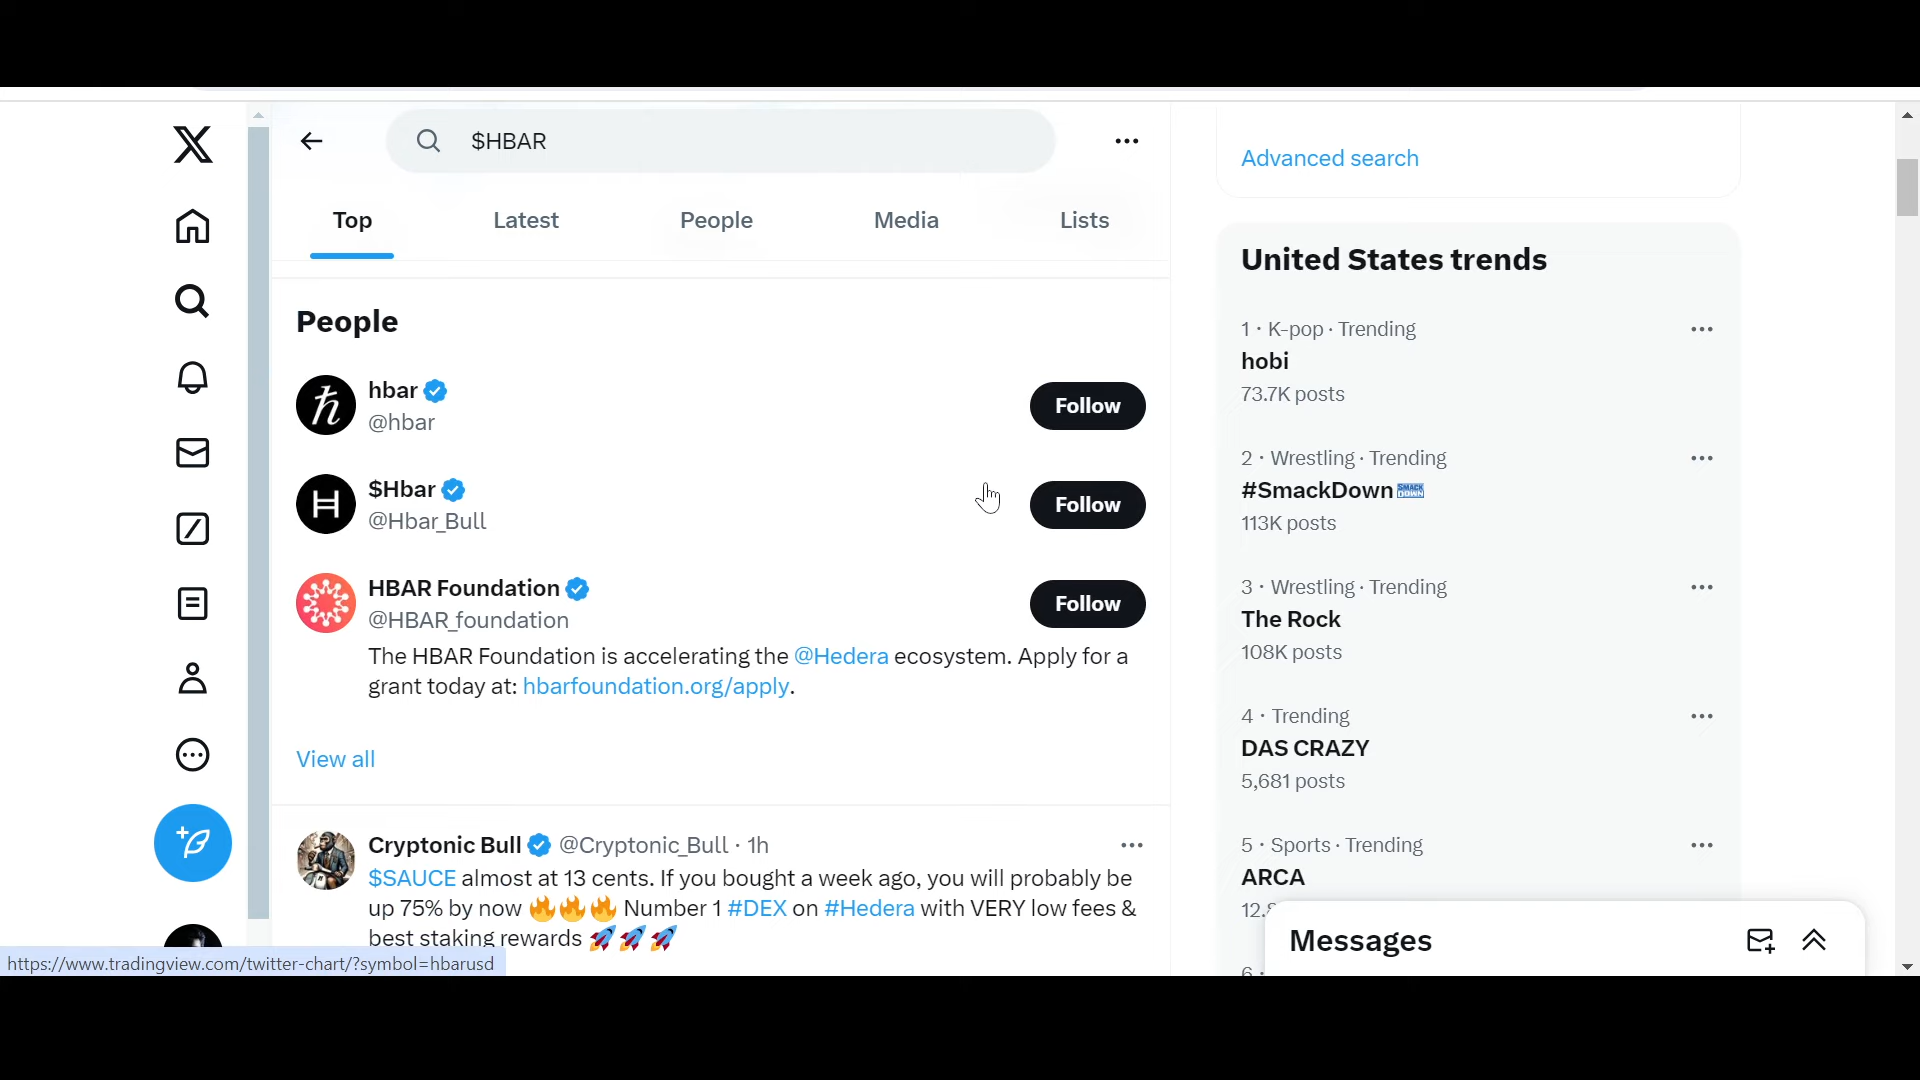 $HBAR
Top
Latest
People
Media
Lists
People
hbar
@hbar
Follow
$Hbar
@Hbar_Bull
Follow
HBAR Foundation
@HBAR_foundation
Follow
The HBAR Foundation is accelerating the @Hedera ecosystem. Apply for a
grant today at: hbarfoundation.org/apply.
View all
Cryptonic Bull @Cryptonic_Bull · 1h
$SAUCE almost at 13 cents. If you bought a week ago, you will probably be
up 75% by now 🔥🔥🔥 Number 1 #DEX on #Hedera with VERY low fees &
best staking rewards 🚀🚀🚀
https://www.tradingview.com/twitter-chart/?symbol=hbarusd
Advanced search
United States trends
1 · K-pop · Trending
hobi
73.7K posts
2 · Wrestling · Trending
#SmackDown
113K posts
3 · Wrestling · Trending
The Rock
108K posts
4 · Trending
DAS CRAZY
5,681 posts
5 · Sports · Trending
ARCA
Messages